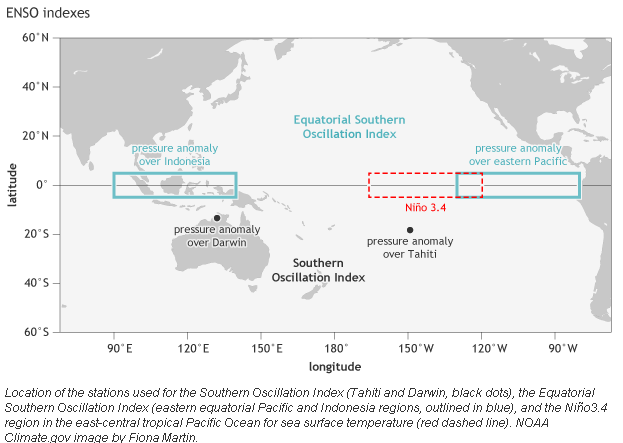 ENSO indexes
60°N
40°N
20°N
0°
20°S
40°S
60°S
latitude
Equatorial Southern
Oscillation Index
pressure anomaly
over Indonesia
pressure anomaly
over eastern Pacific
Niño 3.4
pressure anomaly
over Darwin
pressure anomaly
over Tahiti
Southern
Oscillation Index
90°E
120°E
150°E
180°
150°W
120°W
90°W
longitude
Location of the stations used for the Southern Oscillation Index (Tahiti and Darwin, black dots), the Equatorial
Southern Oscillation Index (eastern equatorial Pacific and Indonesia regions, outlined in blue), and the Niño3.4
region in the east-central tropical Pacific Ocean for sea surface temperature (red dashed line). NOAA
Climate.gov image by Fiona Martin.